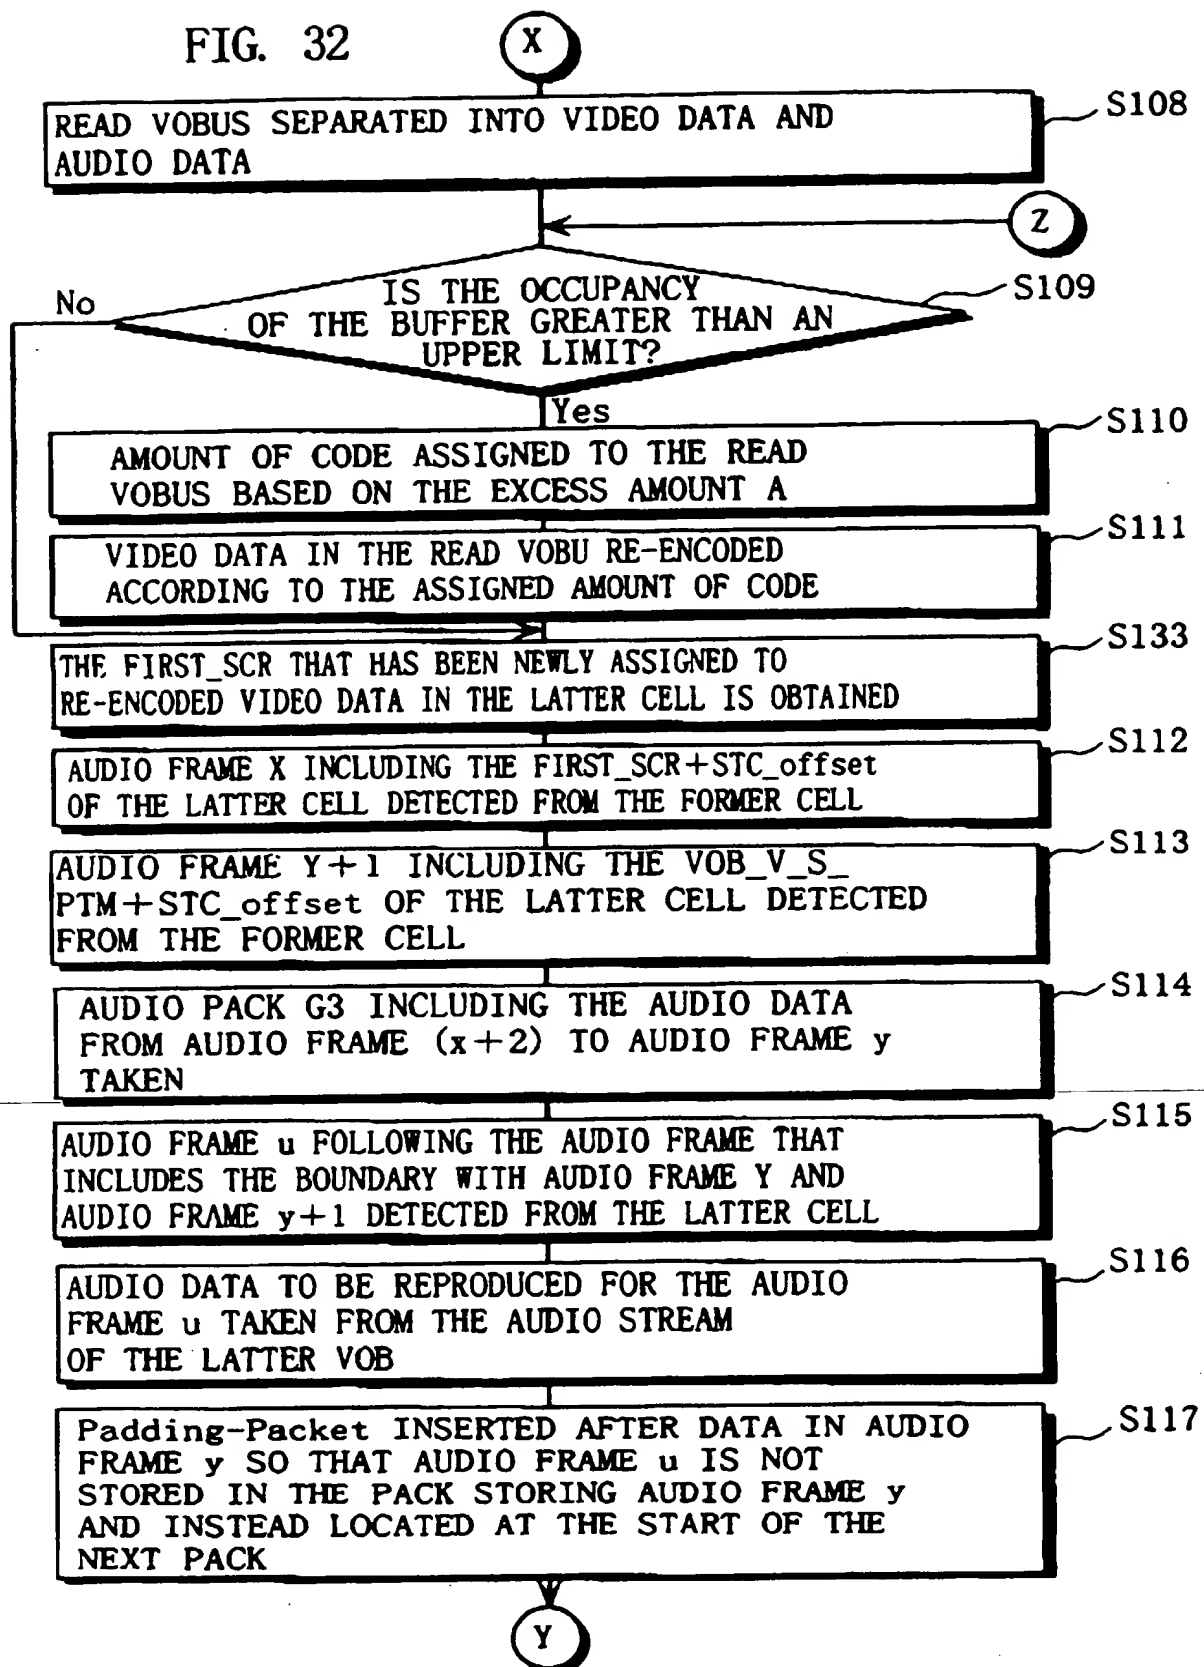 FIG. 32
X
S108
READ VOBUS SEPARATED INTO VIDEO DATA AND
AUDIO DATA
Z
S109
No
IS THE OCCUPANCY
OF THE BUFFER GREATER THAN AN
UPPER LIMIT?
Yes
S110
AMOUNT OF CODE ASSIGNED TO THE READ
VOBUS BASED ON THE EXCESS AMOUNT A
S111
VIDEO DATA IN THE READ VOBU RE-ENCODED
ACCORDING TO THE ASSIGNED AMOUNT OF CODE
S133
THE FIRST_SCR THAT HAS BEEN NEWLY ASSIGNED TO
RE-ENCODED VIDEO DATA IN THE LATTER CELL IS OBTAINED
S112
AUDIO FRAME X INCLUDING THE FIRST_SCR+STC_offset
OF THE LATTER CELL DETECTED FROM THE FORMER CELL
S113
AUDIO FRAME Y+1 INCLUDING THE VOB_V_S_
PTM+STC_offset OF THE LATTER CELL DETECTED
FROM THE FORMER CELL
S114
AUDIO PACK G3 INCLUDING THE AUDIO DATA
FROM AUDIO FRAME (x+2) TO AUDIO FRAME y
TAKEN
S115
AUDIO FRAME u FOLLOWING THE AUDIO FRAME THAT
INCLUDES THE BOUNDARY WITH AUDIO FRAME Y AND
AUDIO FRAME y+1 DETECTED FROM THE LATTER CELL
S116
AUDIO DATA TO BE REPRODUCED FOR THE AUDIO
FRAME u TAKEN FROM THE AUDIO STREAM
OF THE LATTER VOB
S117
Padding-Packet INSERTED AFTER DATA IN AUDIO
FRAME y SO THAT AUDIO FRAME u IS NOT
STORED IN THE PACK STORING AUDIO FRAME y
AND INSTEAD LOCATED AT THE START OF THE
NEXT PACK
Y